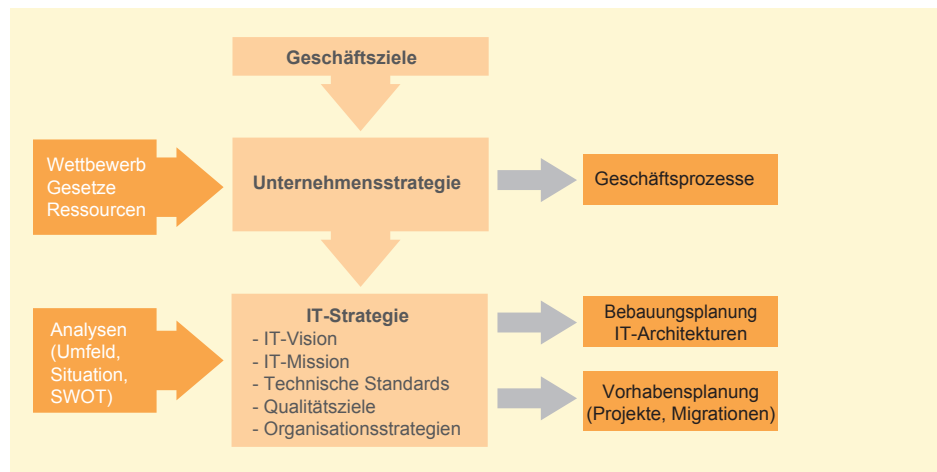 Geschäftsziele
Wettbewerb
Gesetze
Ressourcen
Unternehmensstrategie
Geschäftsprozesse
Analysen
(Umfeld,
Situation,
SWOT)
IT-Strategie
- IT-Vision
- IT-Mission
- Technische Standards
- Qualitätsziele
- Organisationsstrategien
Bebauungsplanung
IT-Architekturen
Vorhabensplanung
(Projekte, Migrationen)